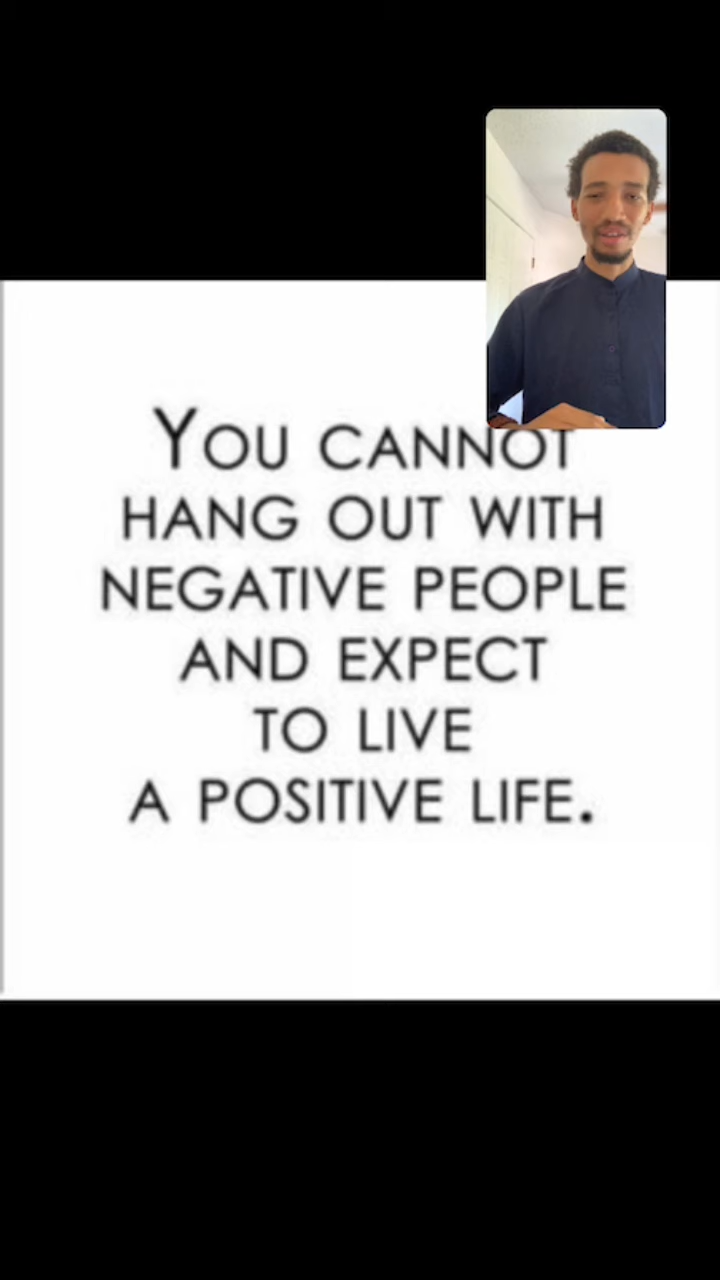 You cannot
hang out with
negative people
and expect
to live
a positive life.